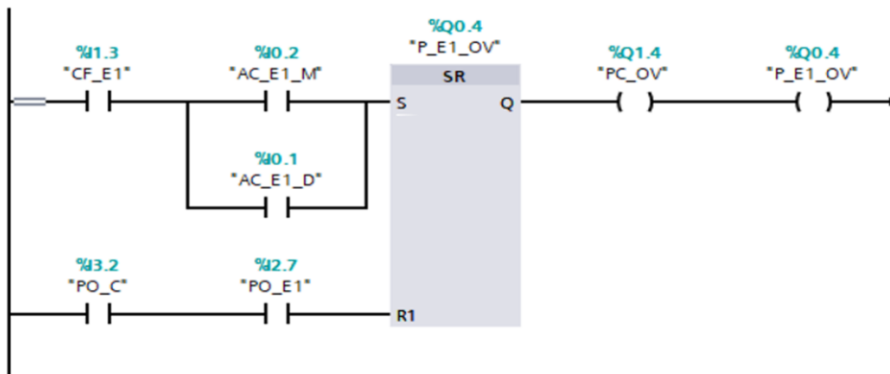 %Q0.4
%I1.3 %I0.2 "P_E1_OV" %Q1.4 %Q0.4
"CF_E1" "AC_E1_M" SR "PC_OV" "P_E1_OV"
S Q
%I0.1
"AC_E1_D"
%I3.2 %I2.7
"PO_C" "PO_E1"
R1